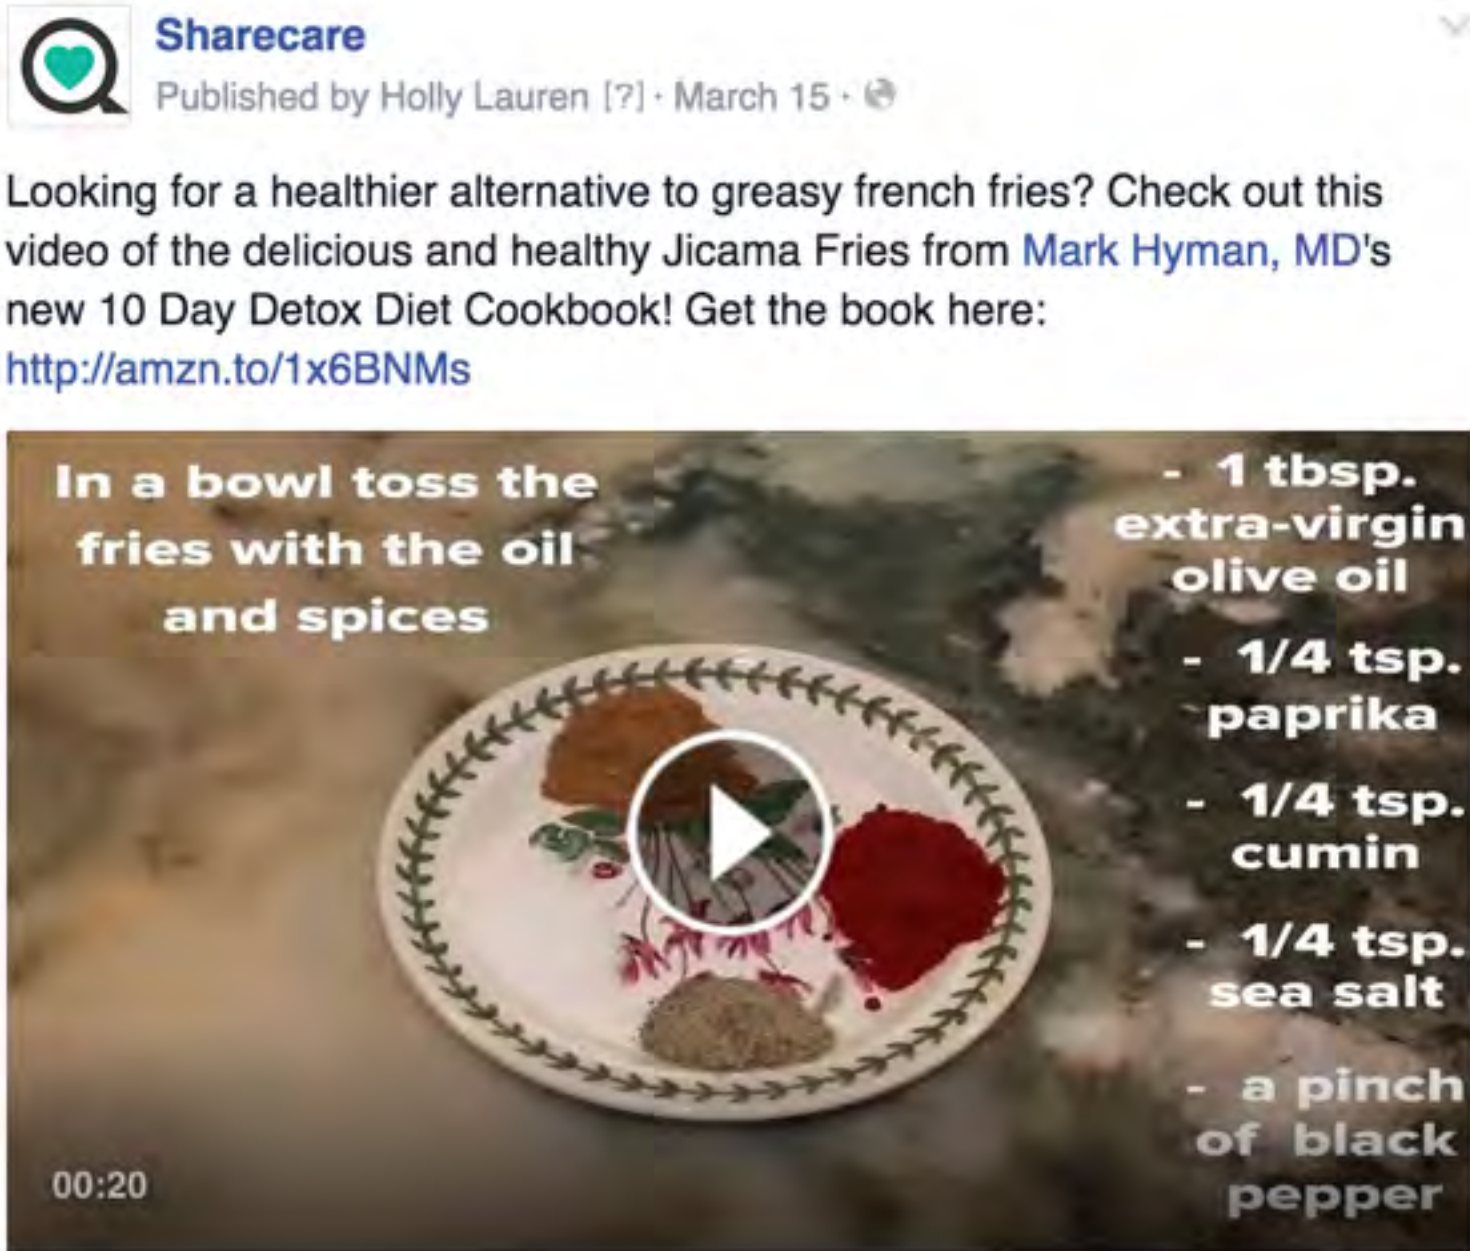 Sharecare
Published by Holly Lauren [?] · March 15 ·
Looking for a healthier alternative to greasy french fries? Check out this
video of the delicious and healthy Jicama Fries from Mark Hyman, MD's
new 10 Day Detox Diet Cookbook! Get the book here:
http://amzn.to/1x6BNMs
In a bowl toss the
fries with the oil
and spices
- 1 tbsp.
extra-virgin
olive oil
- 1/4 tsp.
paprika
- 1/4 tsp.
cumin
- 1/4 tsp.
sea salt
- a pinch
of black
pepper
00:20